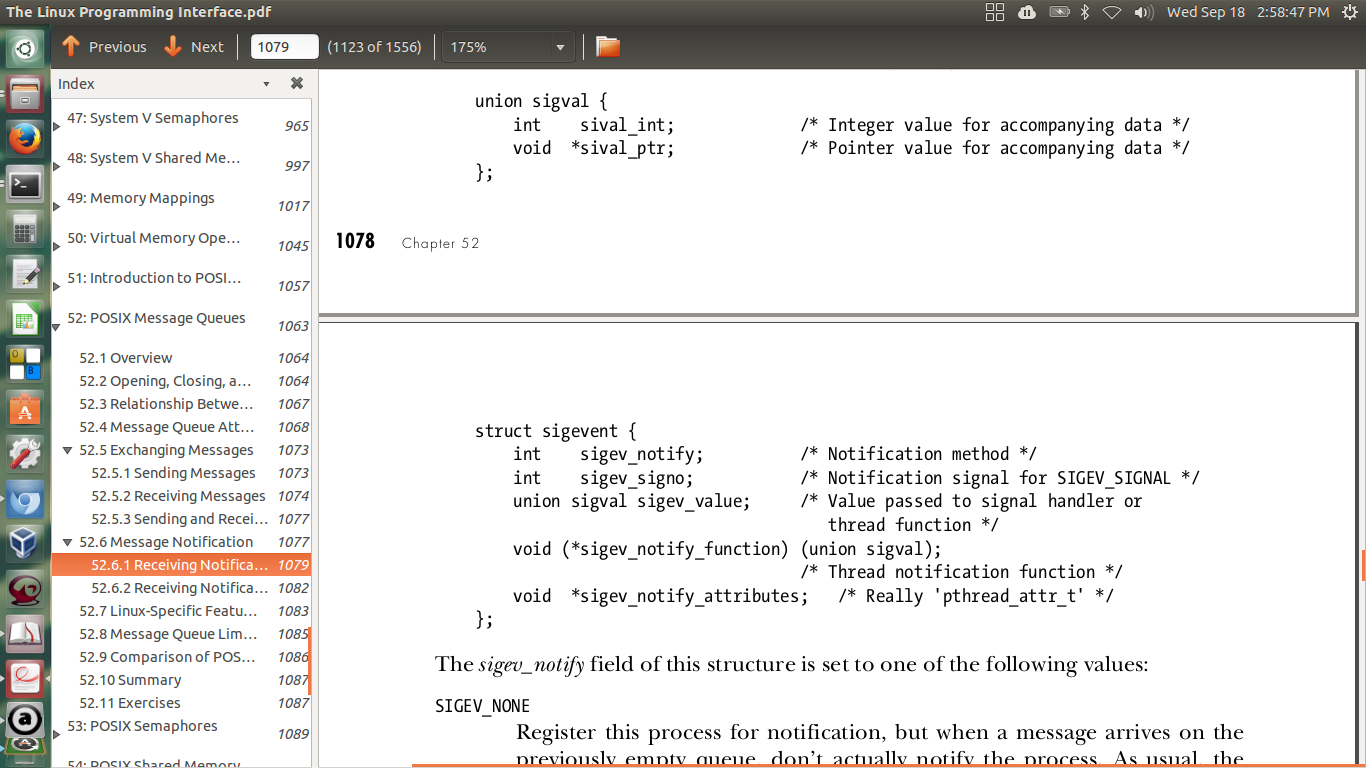 The Linux Programming Interface.pdf
Wed Sep 18 2:58:47 PM
Previous Next 1079 (1123 of 1556) 175%
Index
47: System V Semaphores 965
48: System V Shared Me... 997
49: Memory Mappings 1017
50: Virtual Memory Ope... 1045
51: Introduction to POSI... 1057
52: POSIX Message Queues 1063
52.1 Overview 1064
52.2 Opening, Closing, a... 1064
52.3 Relationship Betwe... 1067
52.4 Message Queue Att... 1068
52.5 Exchanging Messages 1073
52.5.1 Sending Messages 1073
52.5.2 Receiving Messages 1074
52.5.3 Sending and Recei... 1077
52.6 Message Notification 1077
52.6.1 Receiving Notifica... 1079
52.6.2 Receiving Notifica... 1082
52.7 Linux-Specific Featu... 1083
52.8 Message Queue Lim... 1085
52.9 Comparison of POS... 1086
52.10 Summary 1087
52.11 Exercises 1087
53: POSIX Semaphores 1089
54: POSIX Shared Memory
union sigval {
int sival_int; /* Integer value for accompanying data */
void *sival_ptr; /* Pointer value for accompanying data */
};
1078 Chapter 52
struct sigevent {
int sigev_notify; /* Notification method */
int sigev_signo; /* Notification signal for SIGEV_SIGNAL */
union sigval sigev_value; /* Value passed to signal handler or
thread function */
void (*sigev_notify_function) (union sigval);
/* Thread notification function */
void *sigev_notify_attributes; /* Really 'pthread_attr_t' */
};
The sigev_notify field of this structure is set to one of the following values:
SIGEV_NONE
Register this process for notification, but when a message arrives on the
previously empty queue, don't actually notify the process. As usual, the